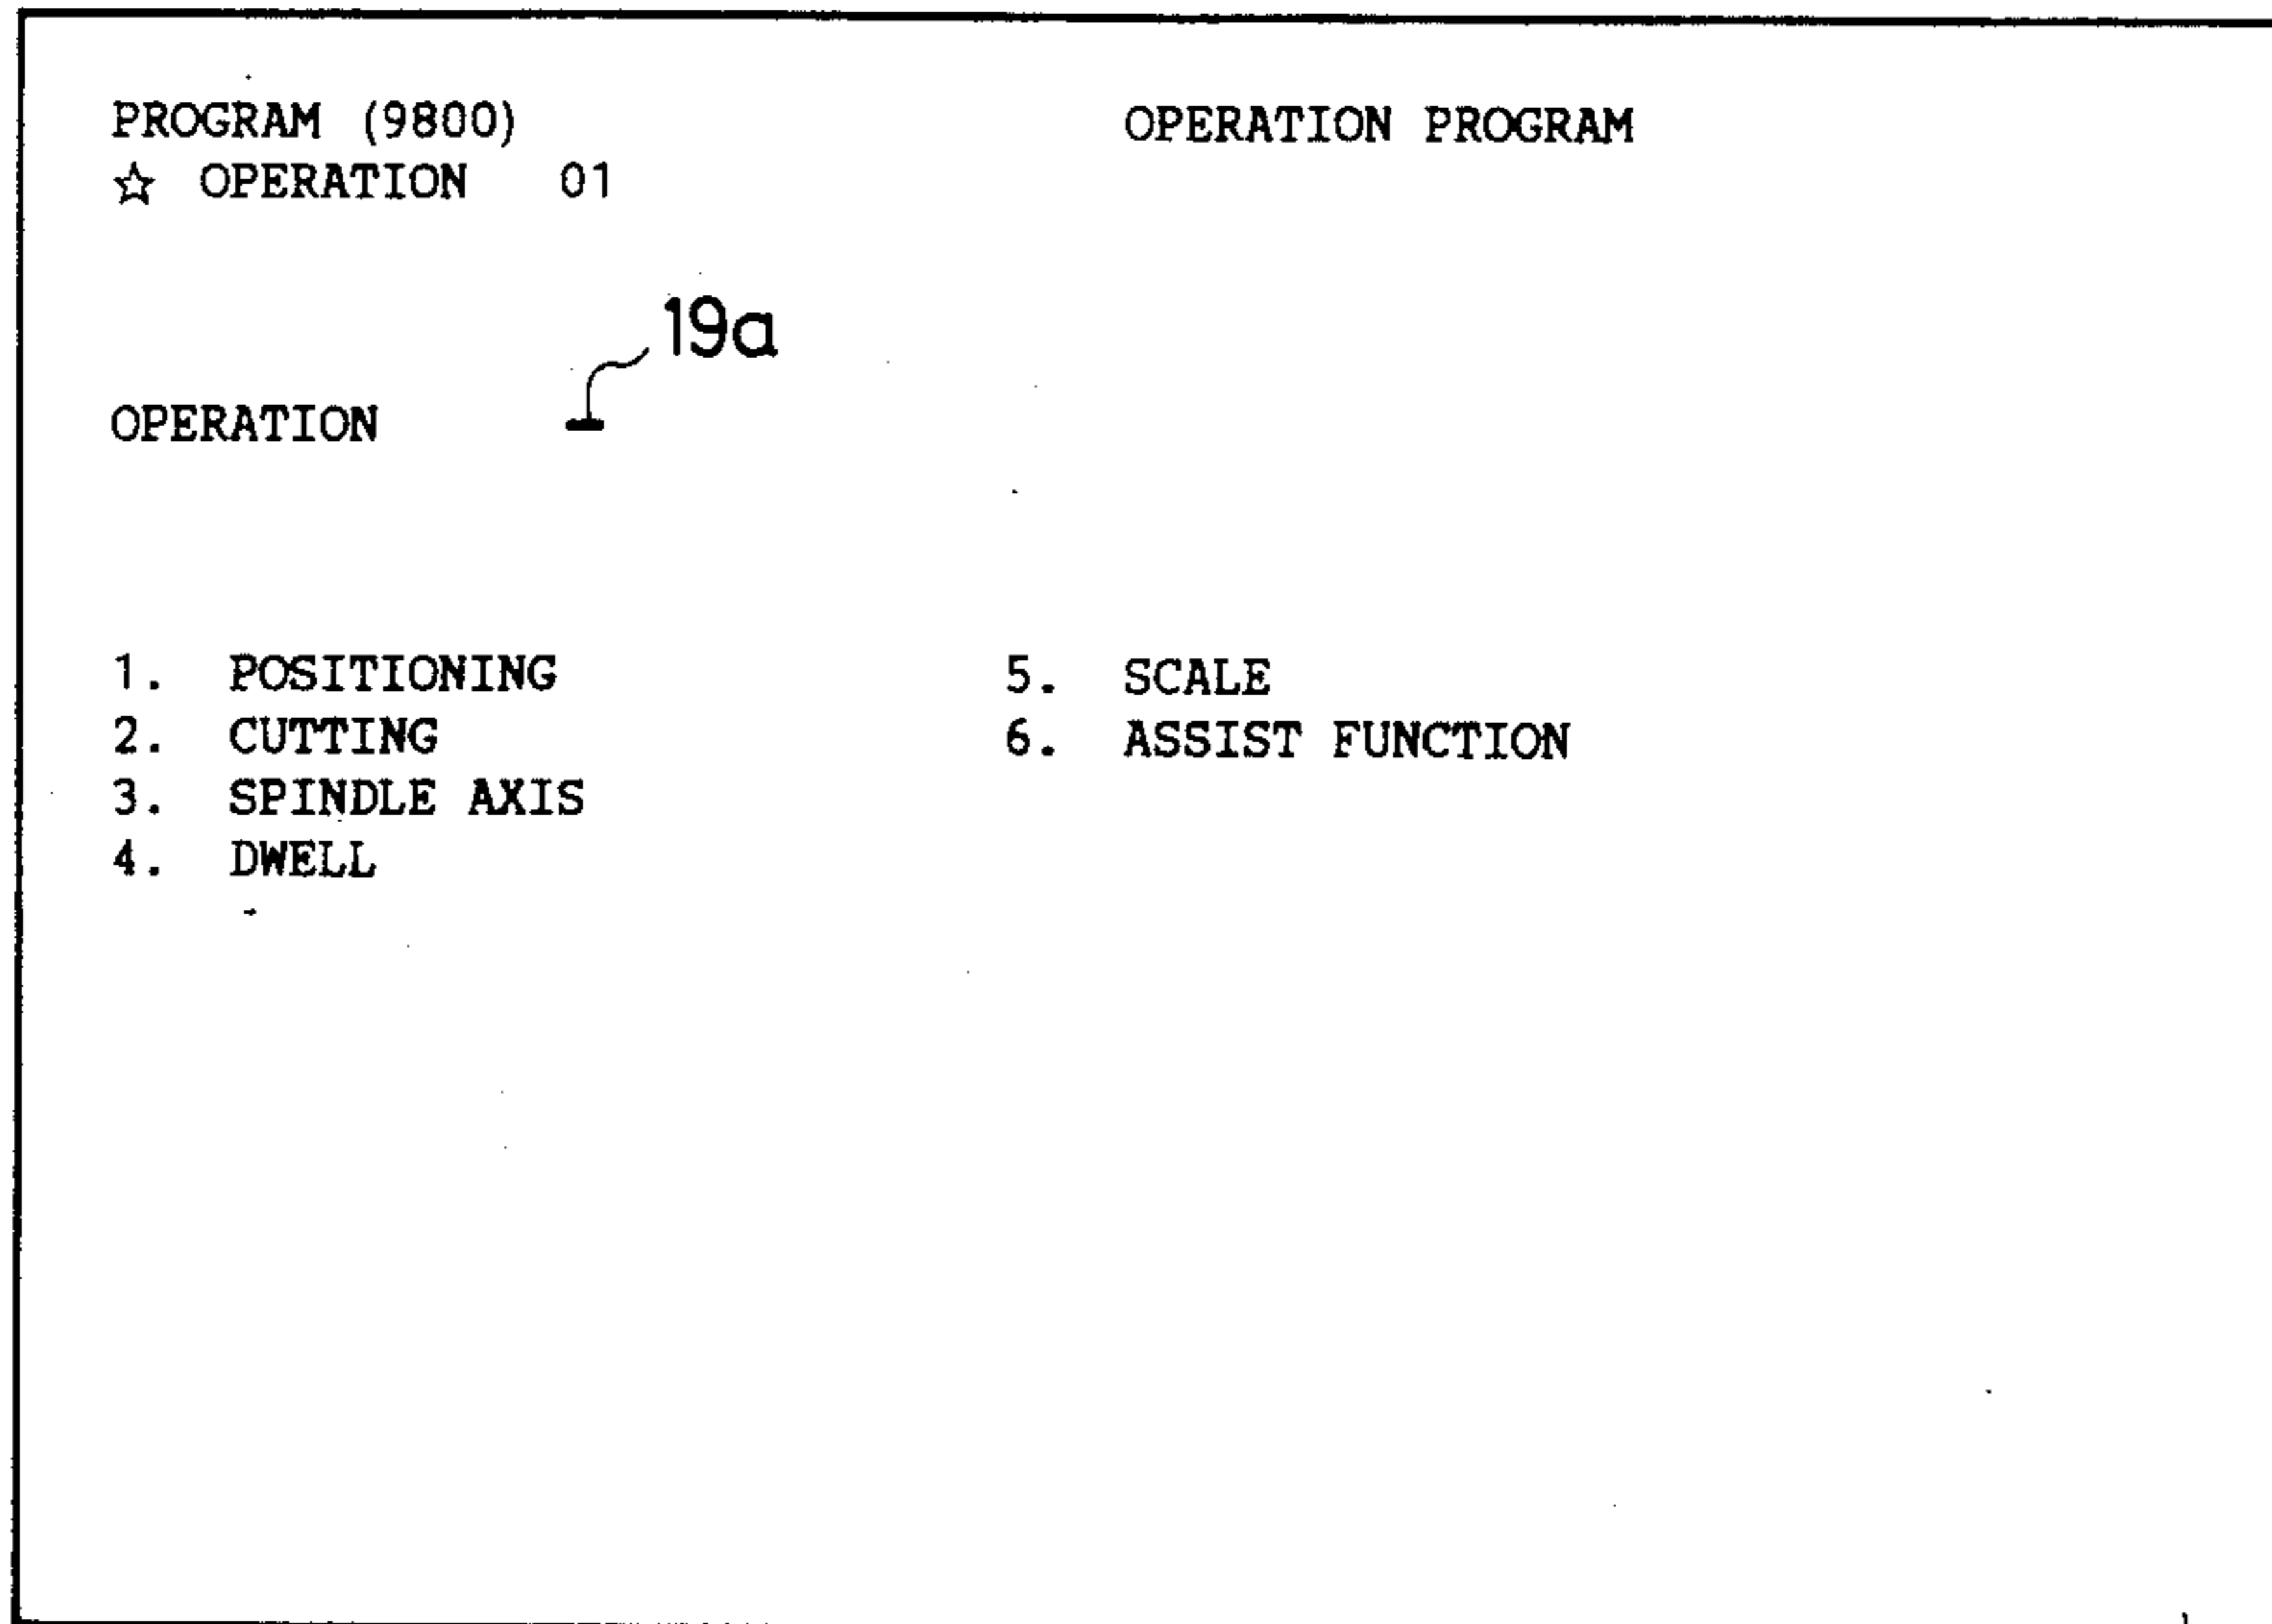 PROGRAM (9800) OPERATION PROGRAM
☆ OPERATION 01
19a
OPERATION
1. POSITIONING 5. SCALE
2. CUTTING 6. ASSIST FUNCTION
3. SPINDLE AXIS
4. DWELL